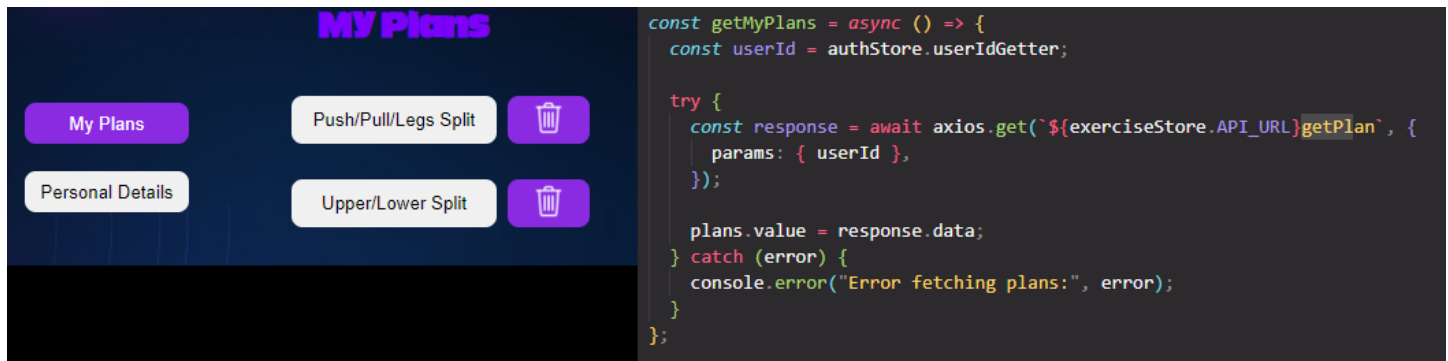 MY Plans
My Plans
Push/Pull/Legs Split
Personal Details
Upper/Lower Split
const getMyPlans = async () => {
  const userId = authStore.userIdGetter;
  try {
    const response = await axios.get(`${exerciseStore.API_URL}getPlan`, {
      params: { userId },
    });
    plans.value = response.data;
  } catch (error) {
    console.error("Error fetching plans:", error);
  }
};